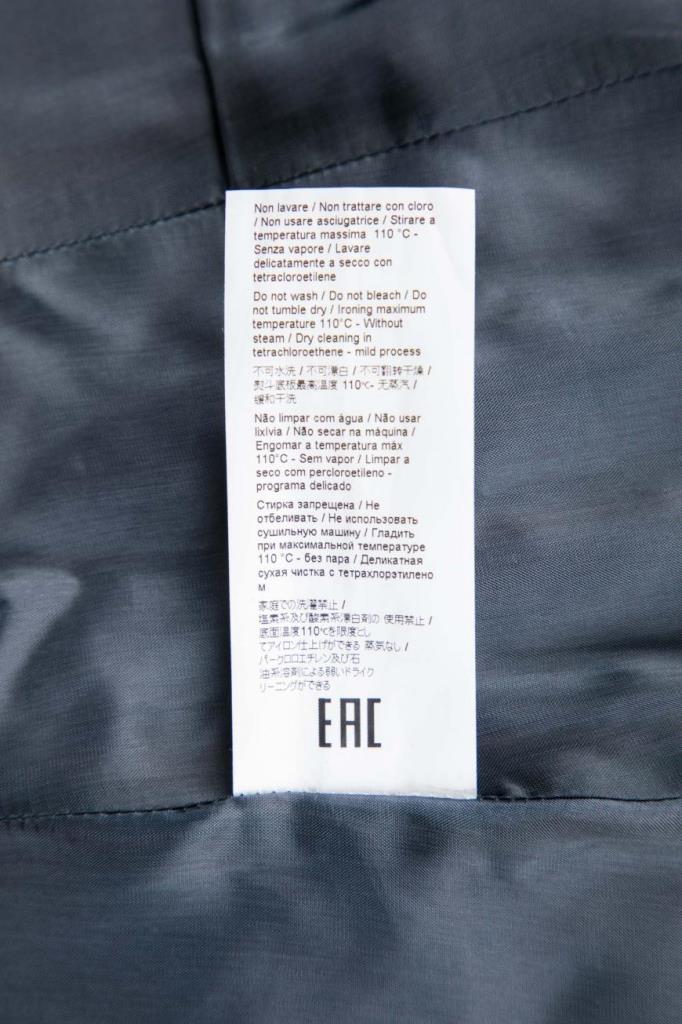 Non lavare / Non trattare con cloro
/ Non usare asciugatrice / Stirare a
temperatura massima 110 °C -
Senza vapore / Lavare
delicatamente a secco con
tetracloroetilene
Do not wash / Do not bleach / Do
not tumble dry / Ironing maximum
temperature 110°C - Without
steam / Dry cleaning in
tetrachloroethene - mild process
不可水洗 / 不可漂白 / 不可翻转干燥 /
熨斗底板最高温度 110℃- 无蒸汽 /
缓和干洗
Não limpar com água / Não usar
lixívia / Não secar na máquina /
Engomar a temperatura máx
110°C - Sem vapor / Limpar a
seco com percloroetileno -
programa delicado
Стирка запрещена / Не
отбеливать / Не использовать
сушильную машину / Гладить
при максимальной температуре
110 °C - без пара / Деликатная
сухая чистка с тетрахлорэтилено
м
家庭での洗濯禁止 /
塩素系及び酸素系漂白剤の 使用禁止 /
底面温度110℃を限度とし
てアイロン仕上げができる 蒸気なし /
パークロロエチレン及び石
油系溶剤による弱いドライク
リーニングができる
EAC